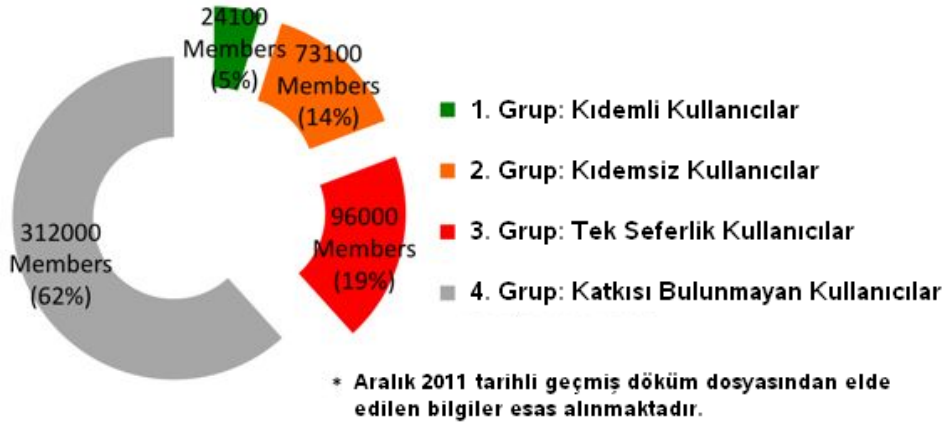 24100
Members
(5%)
73100
Members
(14%)
96000
Members
(19%)
312000
Members
(62%)
1. Grup: Kıdemli Kullanıcılar
2. Grup: Kıdemsiz Kullanıcılar
3. Grup: Tek Seferlik Kullanıcılar
4. Grup: Katkısı Bulunmayan Kullanıcılar
* Aralık 2011 tarihli geçmiş döküm dosyasından elde
edilen bilgiler esas alınmaktadır.